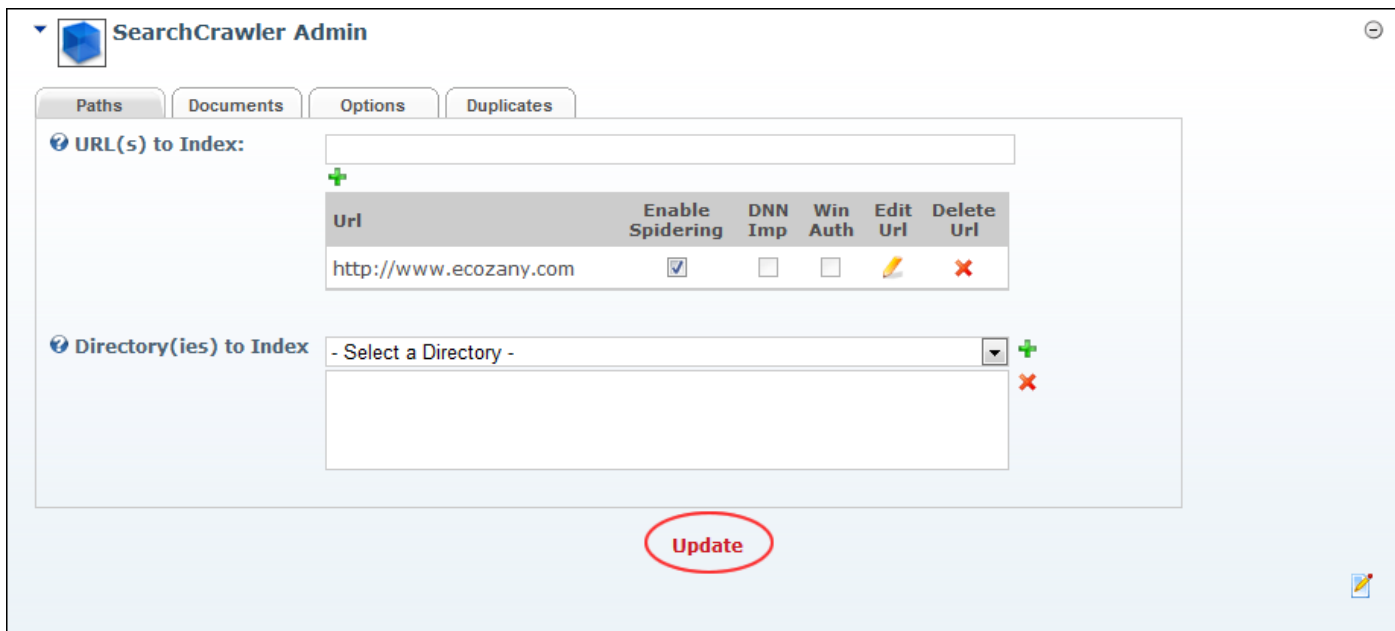 SearchCrawler Admin
Paths Documents Options Duplicates
URL(s) to Index:
Url Enable Spidering DNN Imp Win Auth Edit Url Delete Url
http://www.ecozany.com
Directory(ies) to Index - Select a Directory -
Update